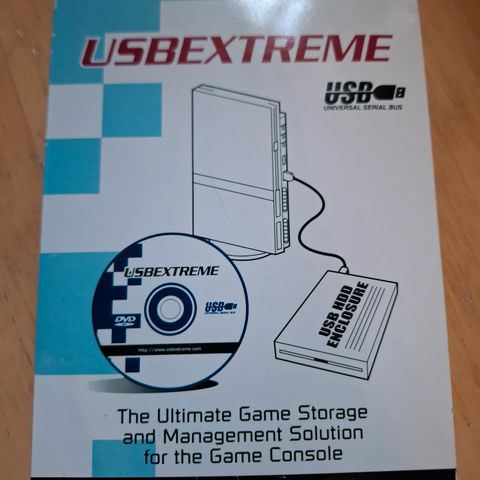 USBEXTREME
USB
UNIVERSAL SERIAL BUS
USBEXTREME
USB
UNIVERSAL SERIAL BUS
DVD
http://www.usbextreme.com
USB HDD
ENCLOSURE
The Ultimate Game Storage
and Management Solution
for the Game Console